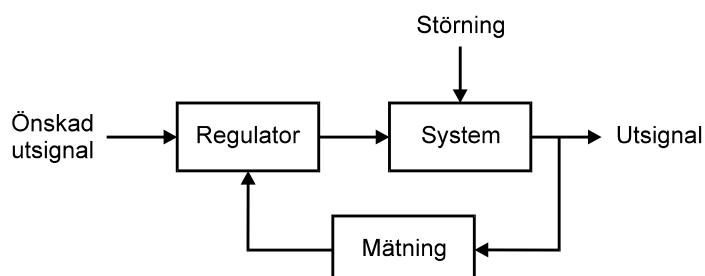 Störning
Önskad
utsignal
Regulator
System
Utsignal
Mätning